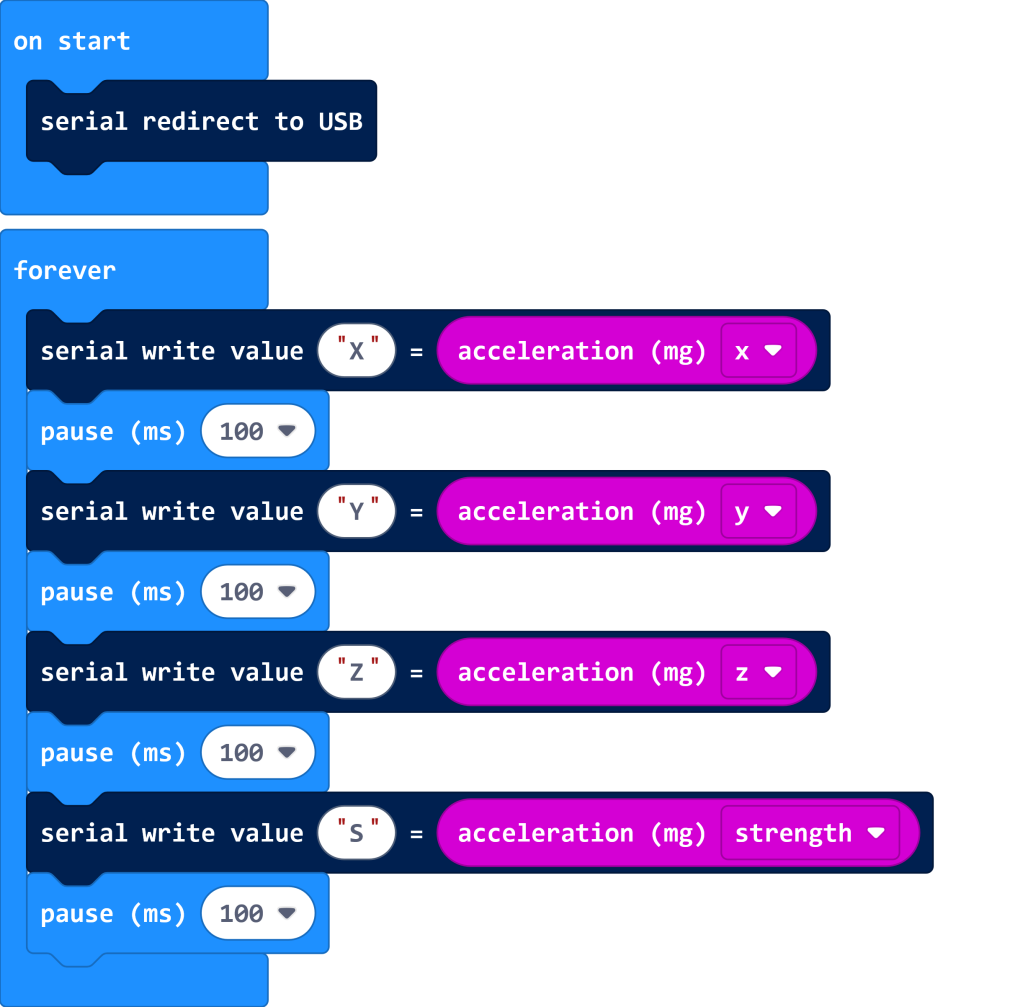 on start
serial redirect to USB
forever
serial write value "X" = acceleration (mg) x
pause (ms) 100
serial write value "Y" = acceleration (mg) y
pause (ms) 100
serial write value "Z" = acceleration (mg) z
pause (ms) 100
serial write value "S" = acceleration (mg) strength
pause (ms) 100